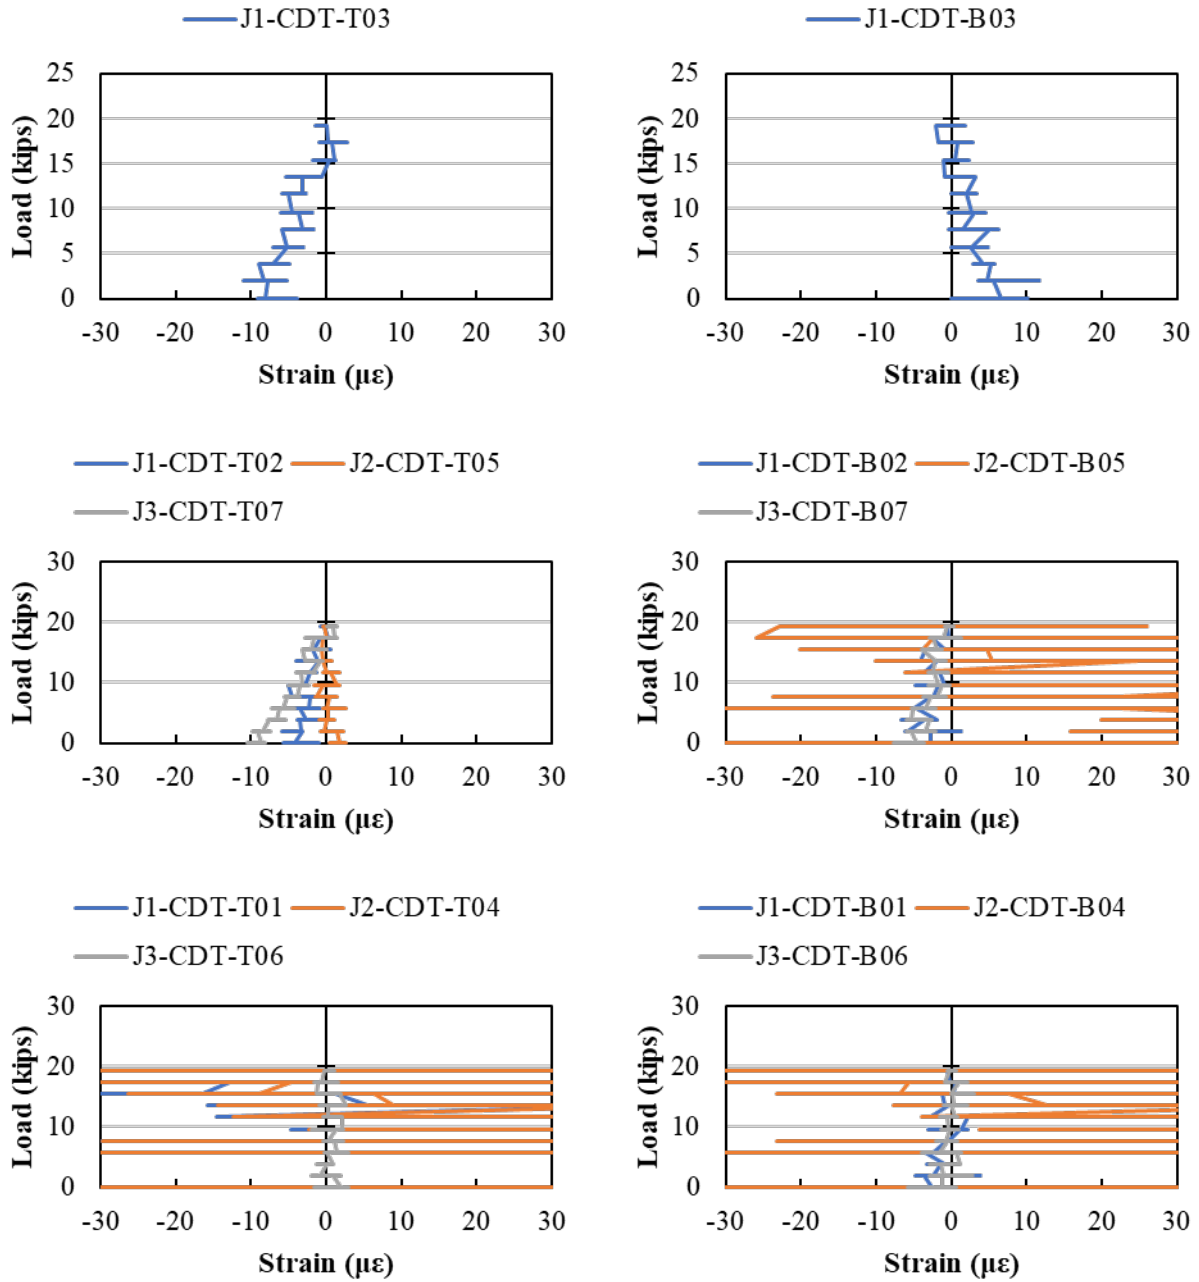 J1-CDT-T03
25
20
15
10
5
0
Load (kips)
-30 -20 -10 0 10 20 30
Strain (με)
J1-CDT-B03
25
20
15
10
5
0
Load (kips)
-30 -20 -10 0 10 20 30
Strain (με)
J1-CDT-T02 J2-CDT-T05
J3-CDT-T07
30
20
10
0
Load (kips)
-30 -20 -10 0 10 20 30
Strain (με)
J1-CDT-B02 J2-CDT-B05
J3-CDT-B07
30
20
10
0
Load (kips)
-30 -20 -10 0 10 20 30
Strain (με)
J1-CDT-T01 J2-CDT-T04
J3-CDT-T06
30
20
10
0
Load (kips)
-30 -20 -10 0 10 20 30
Strain (με)
J1-CDT-B01 J2-CDT-B04
J3-CDT-B06
30
20
10
0
Load (kips)
-30 -20 -10 0 10 20 30
Strain (με)